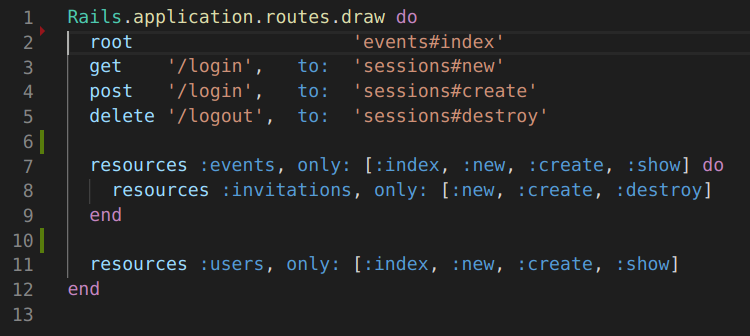 1 Rails.application.routes.draw do
2   root                    'events#index'
3   get    '/login',   to:  'sessions#new'
4   post   '/login',   to:  'sessions#create'
5   delete '/logout',  to:  'sessions#destroy'
6
7   resources :events, only: [:index, :new, :create, :show] do
8     resources :invitations, only: [:new, :create, :destroy]
9   end
10
11   resources :users, only: [:index, :new, :create, :show]
12 end
13